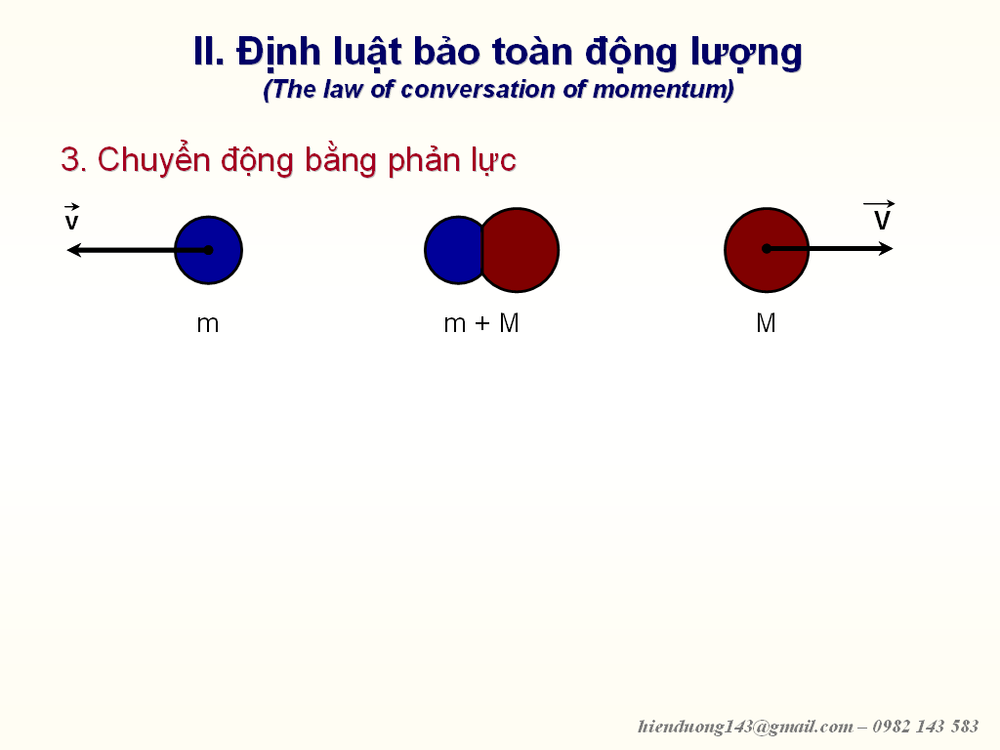 II. Định luật bảo toàn động lượng
(The law of conversation of momentum)
3. Chuyển động bằng phản lực
v
V
m
m + M
M
hienduong143@gmail.com – 0982 143 583